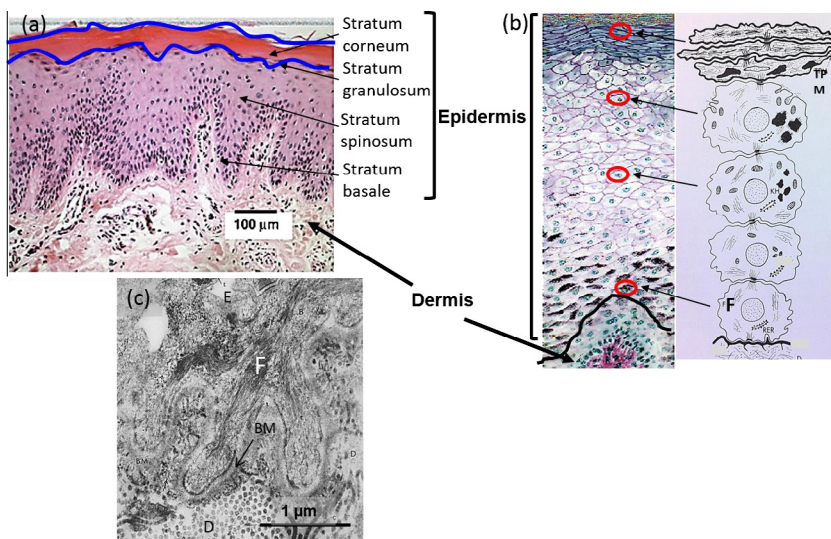 (a)
Stratum
corneum
Stratum
granulosum
Stratum
spinosum
Stratum
basale
100 µm
Epidermis
Dermis
(b)
TP
M
KH
F
RER
D
(c)
E
B
F
BM
BM
D
D
1 µm